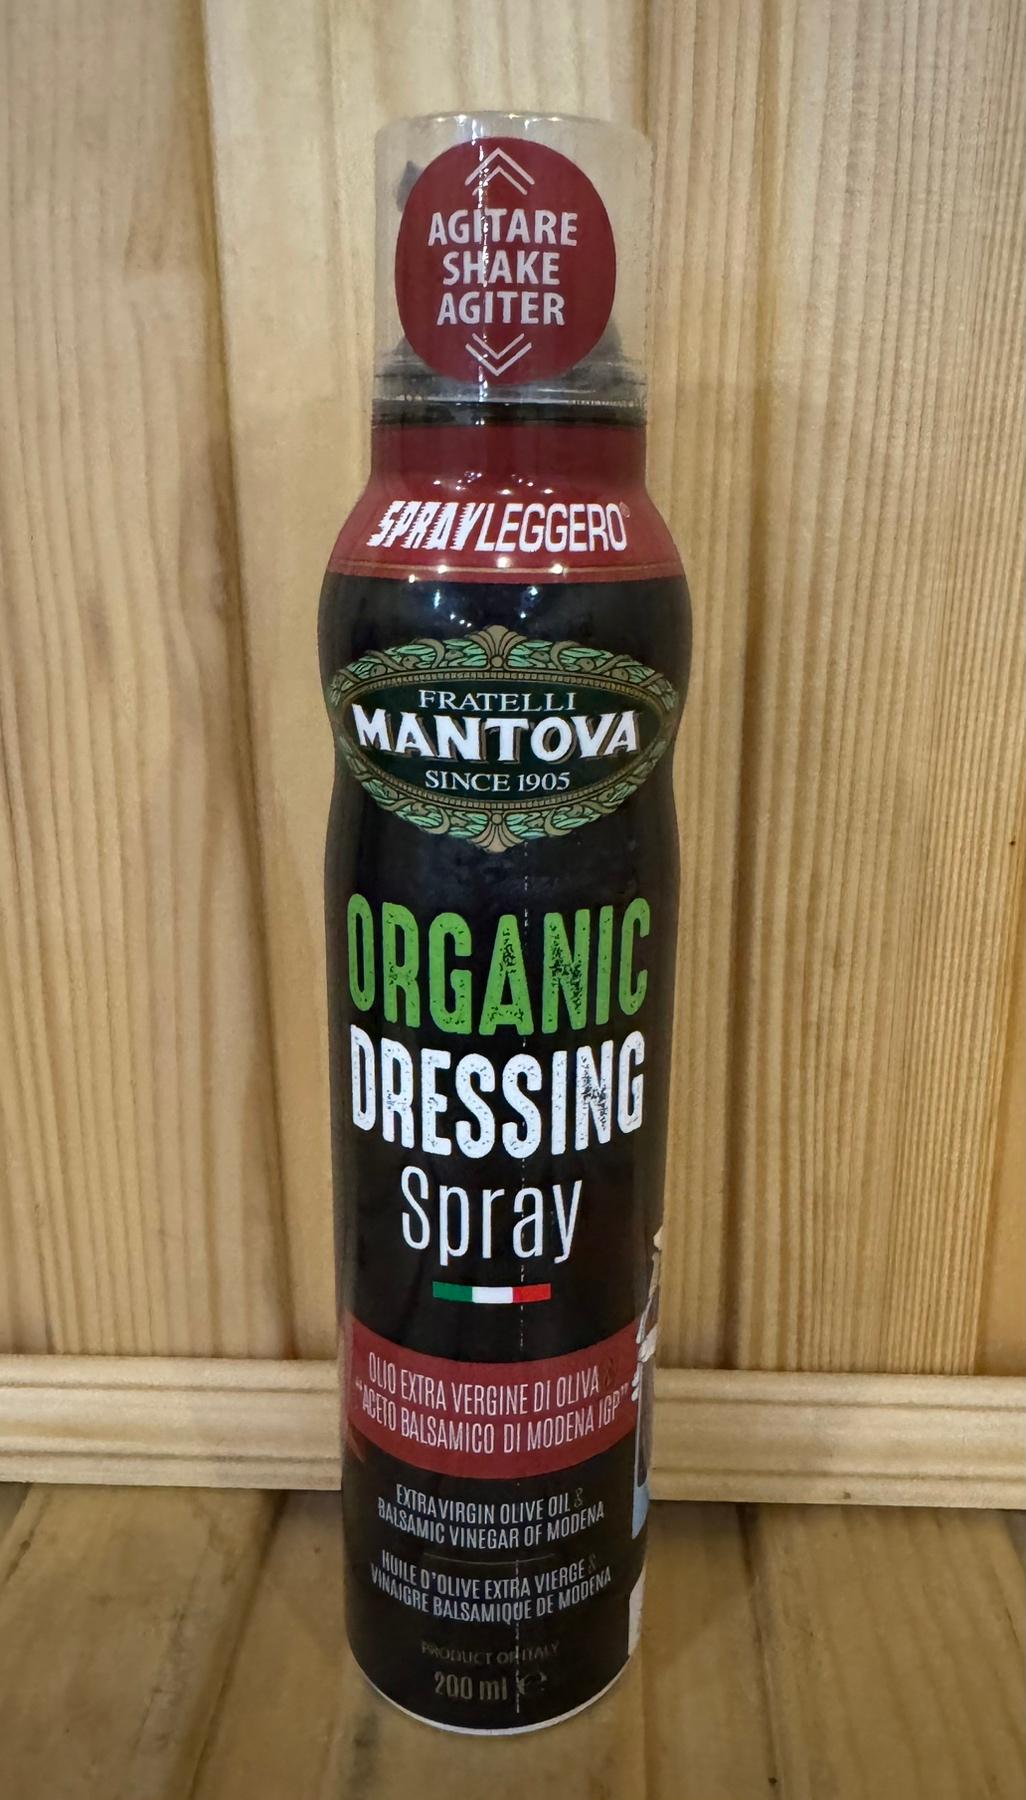 AGITARE
SHAKE
AGITER
SPRAYLEGGERO®
FRATELLI
MANTOVA
SINCE 1905
ORGANIC
DRESSING
Spray
OLIO EXTRA VERGINE DI OLIVA &
"ACETO BALSAMICO DI MODENA IGP"
EXTRA VIRGIN OLIVE OIL &
BALSAMIC VINEGAR OF MODENA
HUILE D'OLIVE EXTRA VIERGE &
VINAIGRE BALSAMIQUE DE MODENA
PRODUCT OF ITALY
200 ml ℮